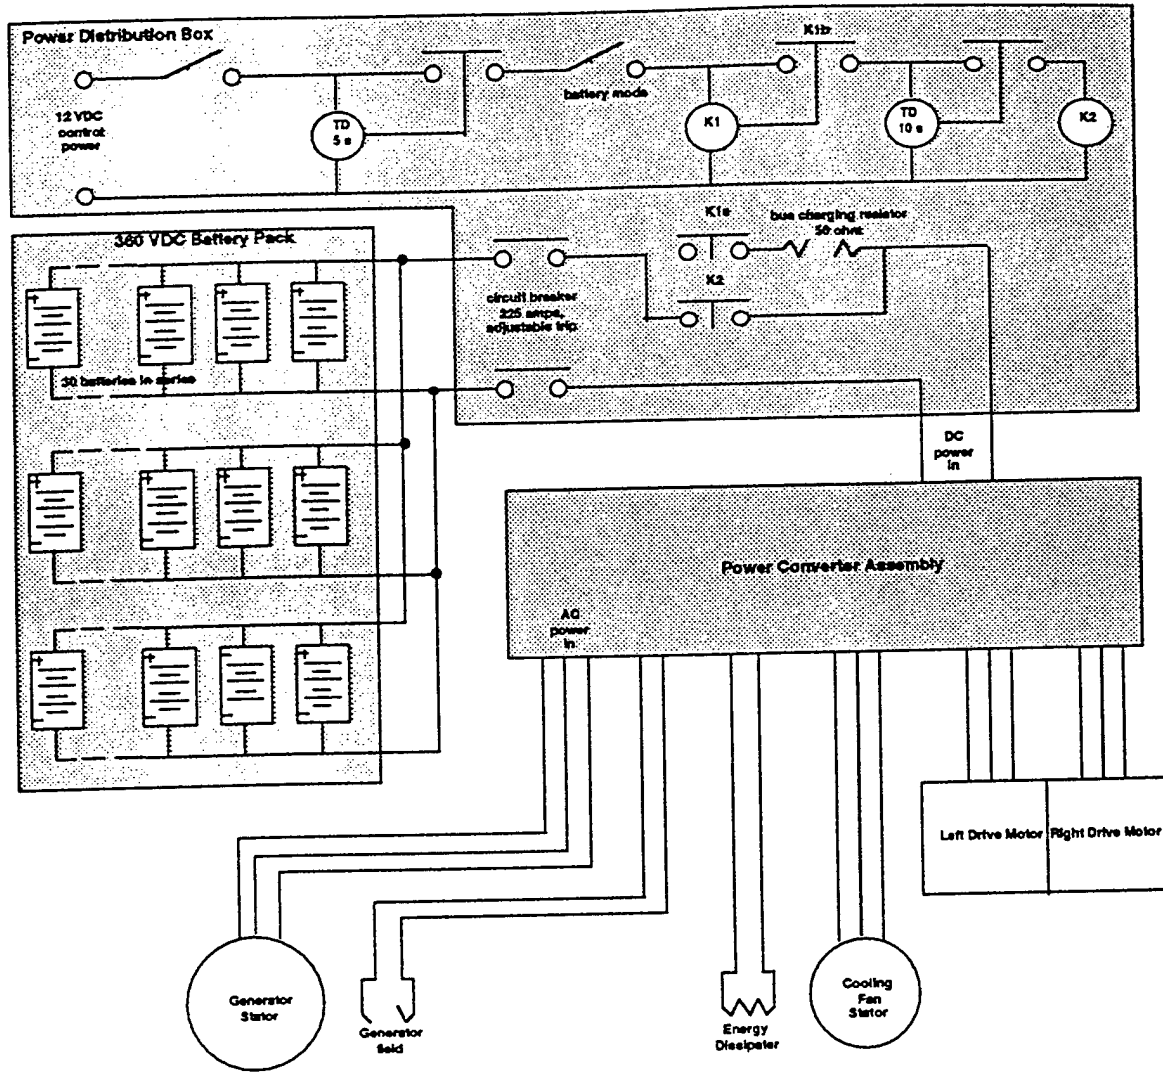 Power Distribution Box
K1b
12 VDC
control
power
TD
5 s
battery mode
K1
TD
10 s
K2
K1a
bus charging resistor
50 ohm
K2
circuit breaker
225 amps,
adjustable trip
360 VDC Battery Pack
+
+
30 batteries in series
+
+
+
+
DC
power
in
Power Converter Assembly
AC
power
in
Left Drive Motor
Right Drive Motor
Generator
Stator
Generator
field
Energy
Dissipater
Cooling
Fan
Stator